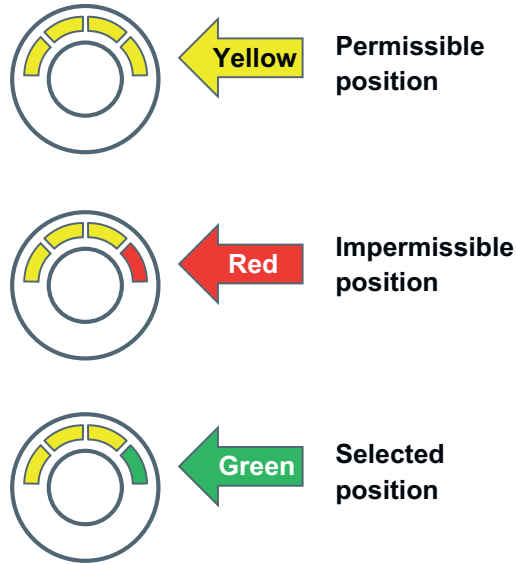 Yellow
Permissible
position
Red
Impermissible
position
Green
Selected
position